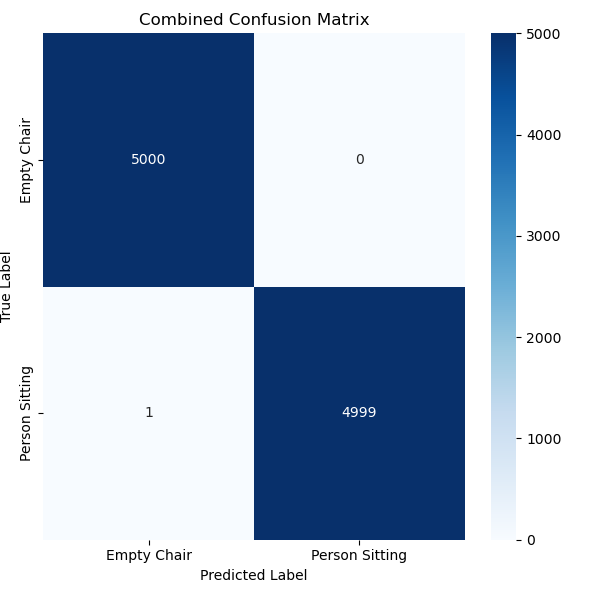 Combined Confusion Matrix
True Label
Empty Chair
Person Sitting
5000
0
1
4999
Empty Chair
Person Sitting
Predicted Label
5000
4000
3000
2000
1000
0